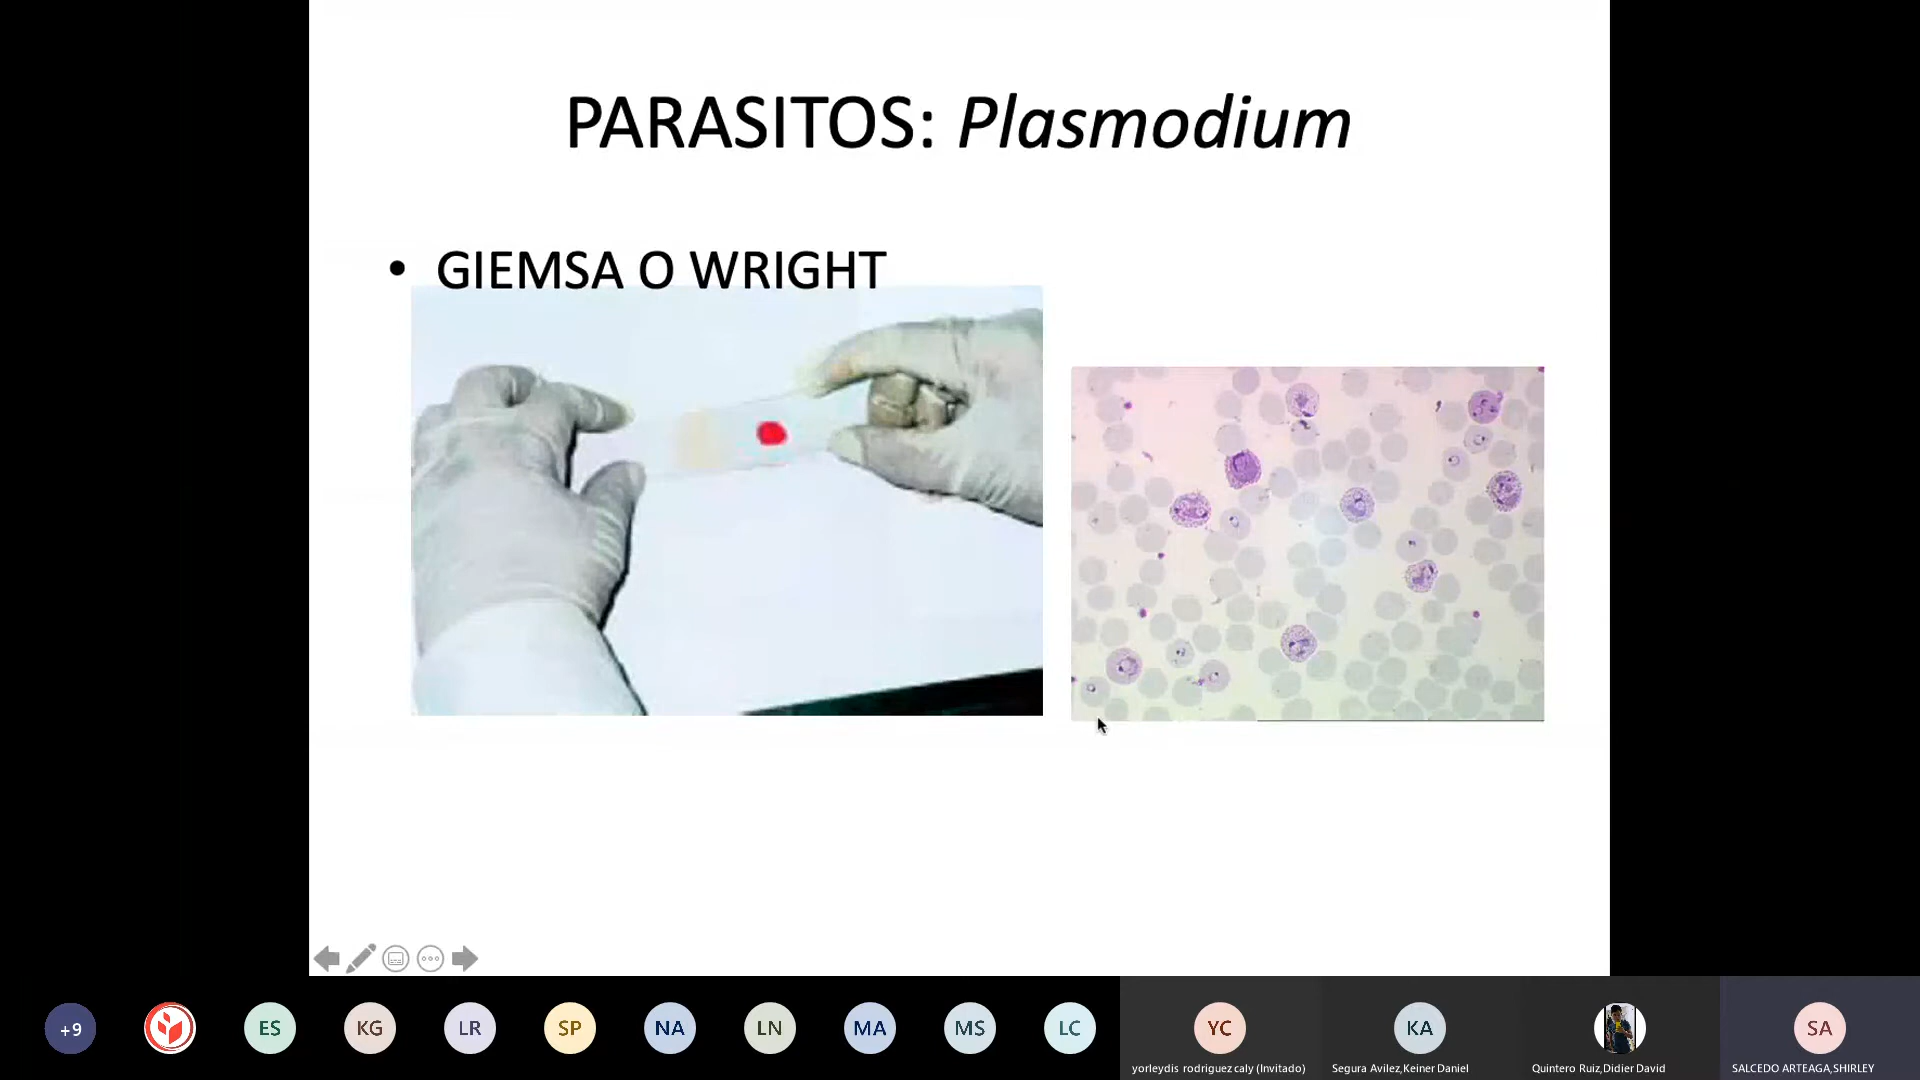 PARASITOS: Plasmodium
• GIEMSA O WRIGHT
+9
ES
KG
LR
SP
NA
LN
MA
MS
LC
YC
KA
SA
yorleydis rodriguez caly (Invitado)
Segura Avilez,Keiner Daniel
Quintero Ruiz,Didier David
SALCEDO ARTEAGA,SHIRLEY